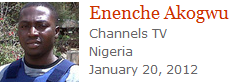 Enenche Akogwu
Channels TV
Nigeria
January 20, 2012